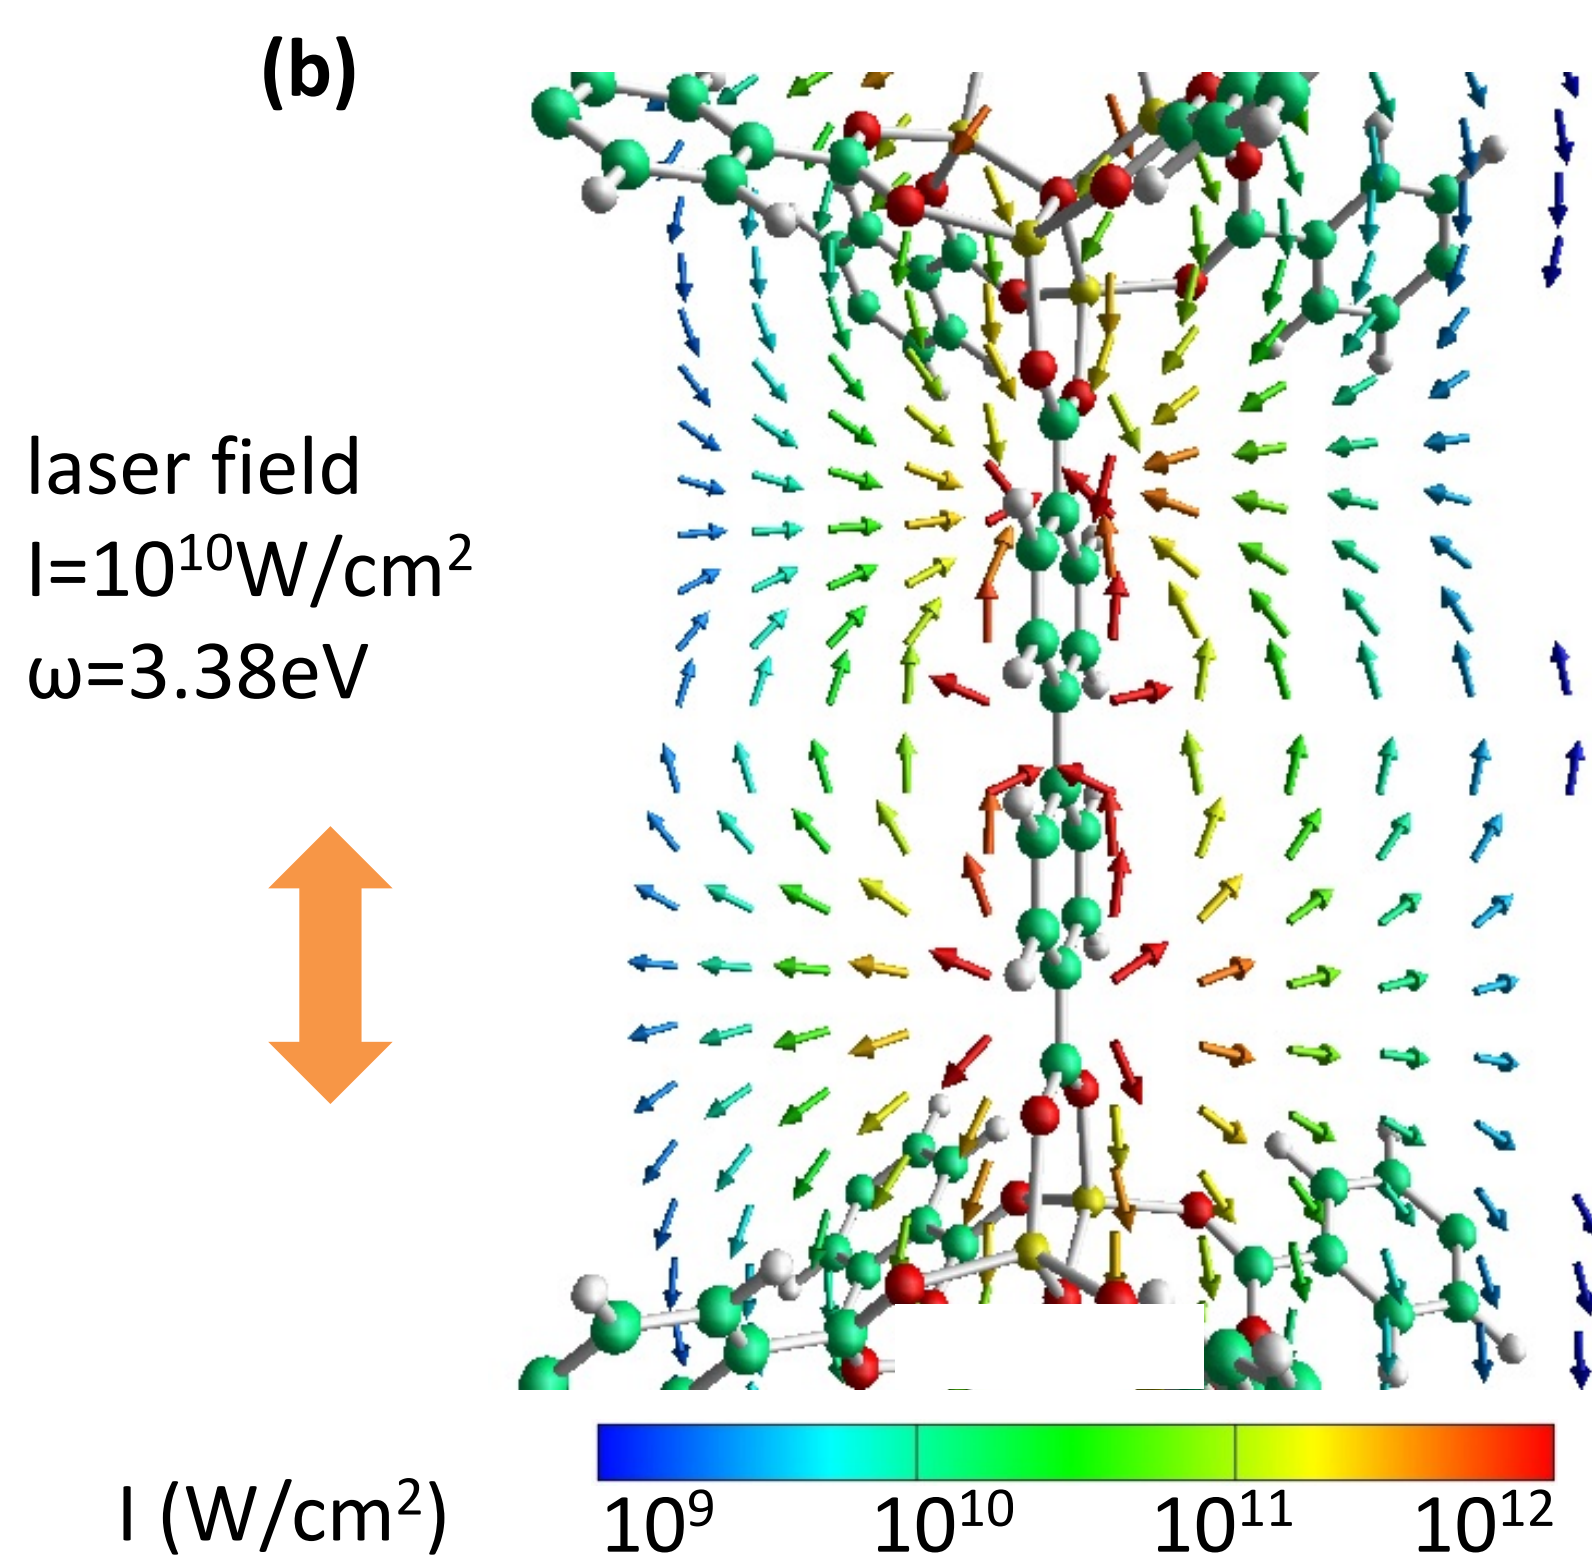 (b)
laser field
I=10¹⁰W/cm²
ω=3.38eV
I (W/cm²)
10⁹ 10¹⁰ 10¹¹ 10¹²